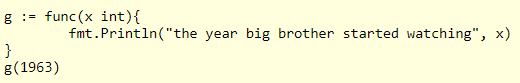 g := func(x int){
        fmt.Println("the year big brother started watching", x)
}
g(1963)